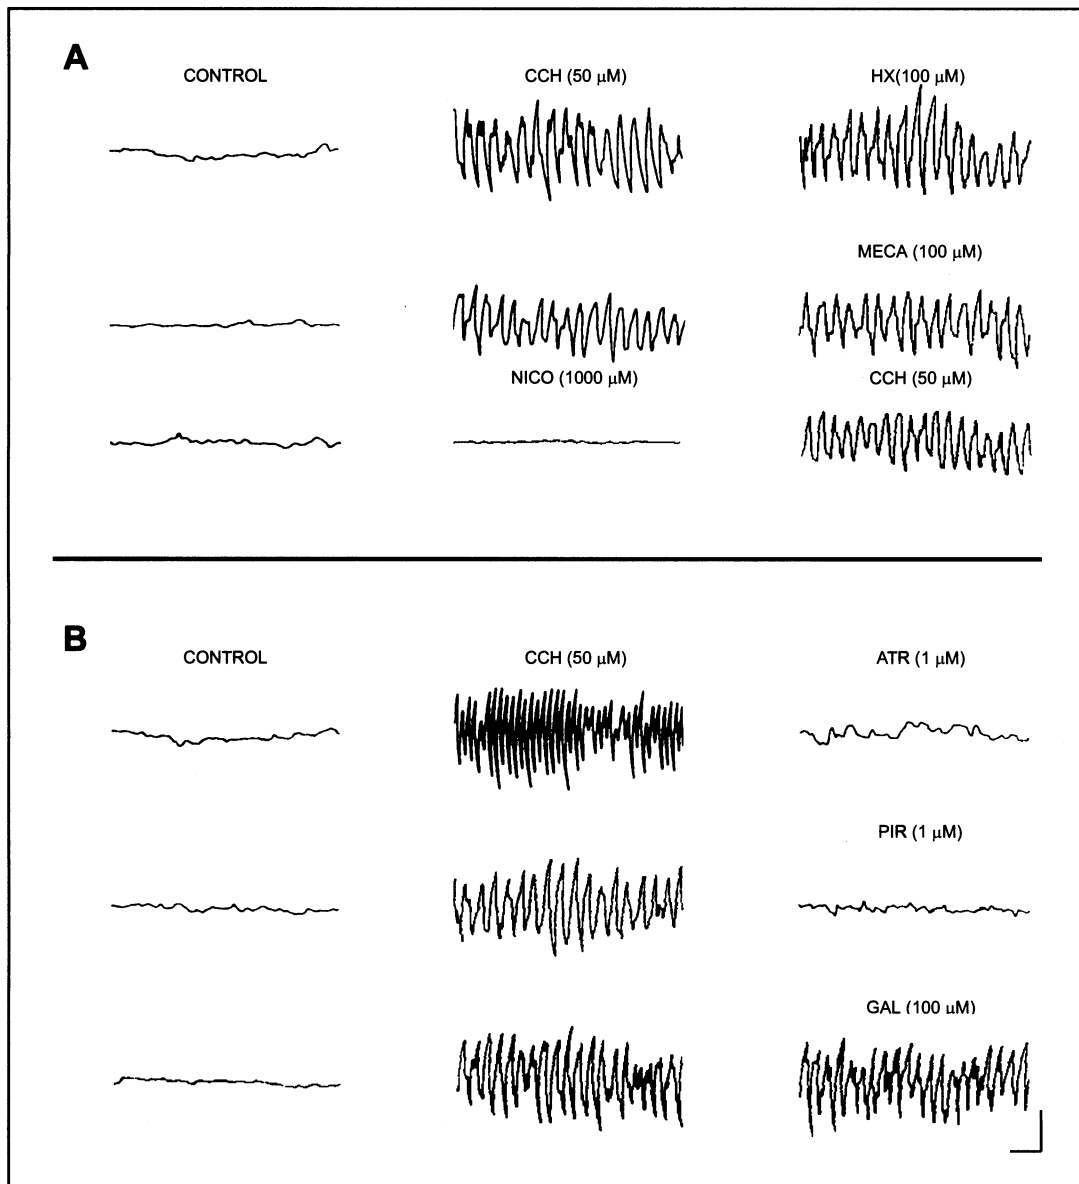 A
CONTROL CCH (50 μM) HX(100 μM)
MECA (100 μM)
NICO (1000 μM) CCH (50 μM)
B
CONTROL CCH (50 μM) ATR (1 μM)
PIR (1 μM)
GAL (100 μM)